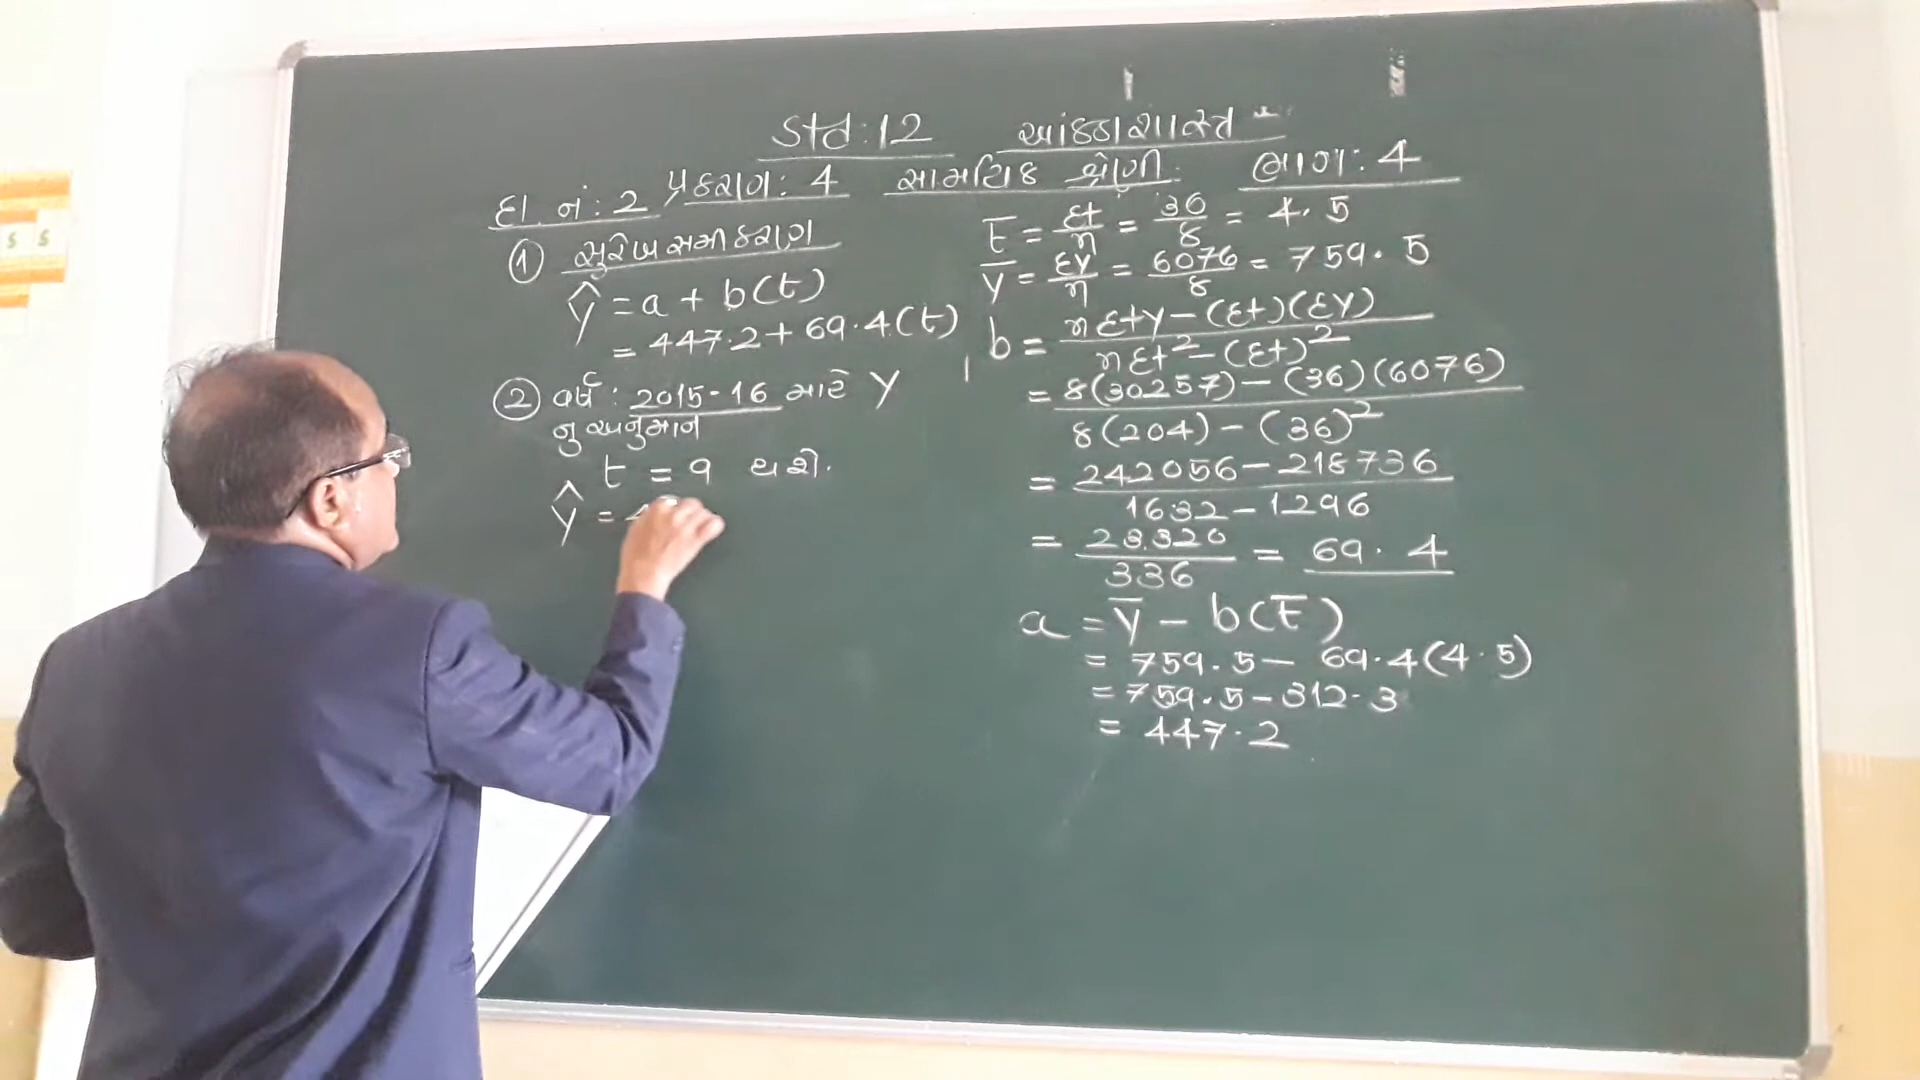 Std:12 આંકડાશાસ્ત્ર
પ્રકરણ: 4 સામયિક શ્રેણી ભાગ: 4
દા. નં: 2
① સુરેખ સમીકરણ
ŷ = a + b(t)
= 447.2 + 69.4(t)
② વર્ષ: 2015-16 માટે Y
નુ અનુમાન
t = 9 થશે.
ŷ = 4
t̄ = Σt/n = 36/8 = 4.5
ȳ = Σy/n = 6076/8 = 759.5
b = nΣty - (Σt)(Σy) / nΣt² - (Σt)²
= 8(30257) - (36)(6076) / 8(204) - (36)²
= 242056 - 218736 / 1632 - 1296
= 23320 / 336 = 69.4
a = ȳ - b(t̄)
= 759.5 - 69.4(4.5)
= 759.5 - 312.3
= 447.2
S S